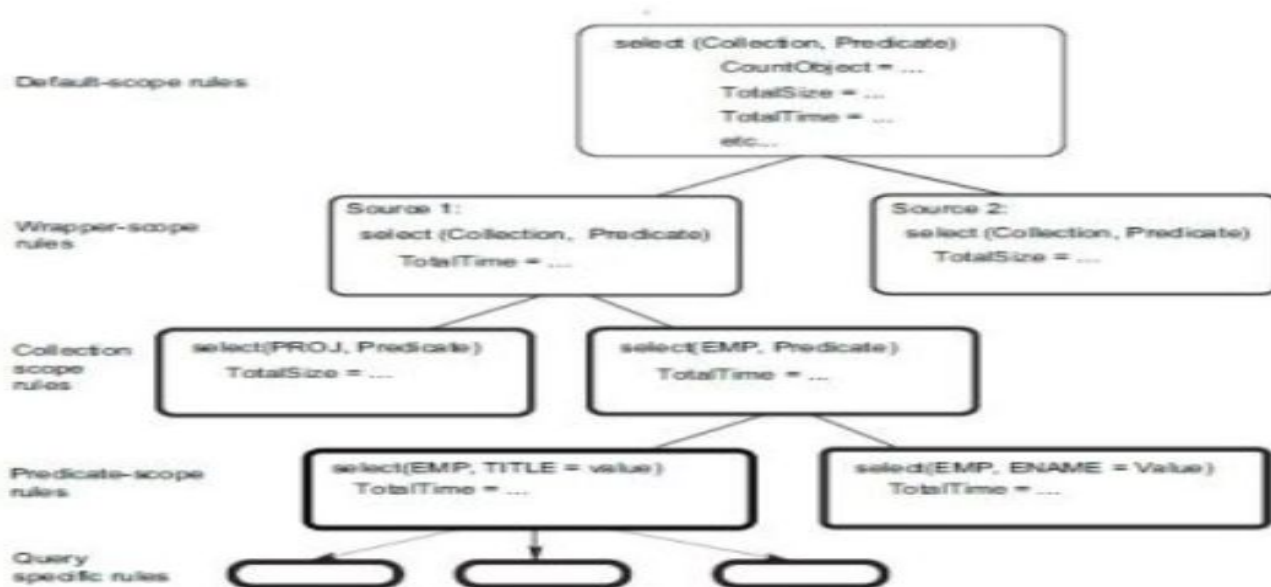 select (Collection, Predicate)
CountObject = ...
Default-scope rules
TotalSize = ...
TotalTime = ...
etc...
Wrapper-scope
rules
Source 1:
select (Collection, Predicate)
TotalTime = ...
Source 2:
select (Collection, Predicate)
TotalSize = ...
Collection
scope
rules
select(PROJ, Predicate)
TotalSize = ...
select(EMP, Predicate)
TotalTime = ...
Predicate-scope
rules
select(EMP, TITLE = value)
TotalTime = ...
select(EMP, ENAME = Value)
TotalTime = ...
Query
specific rules